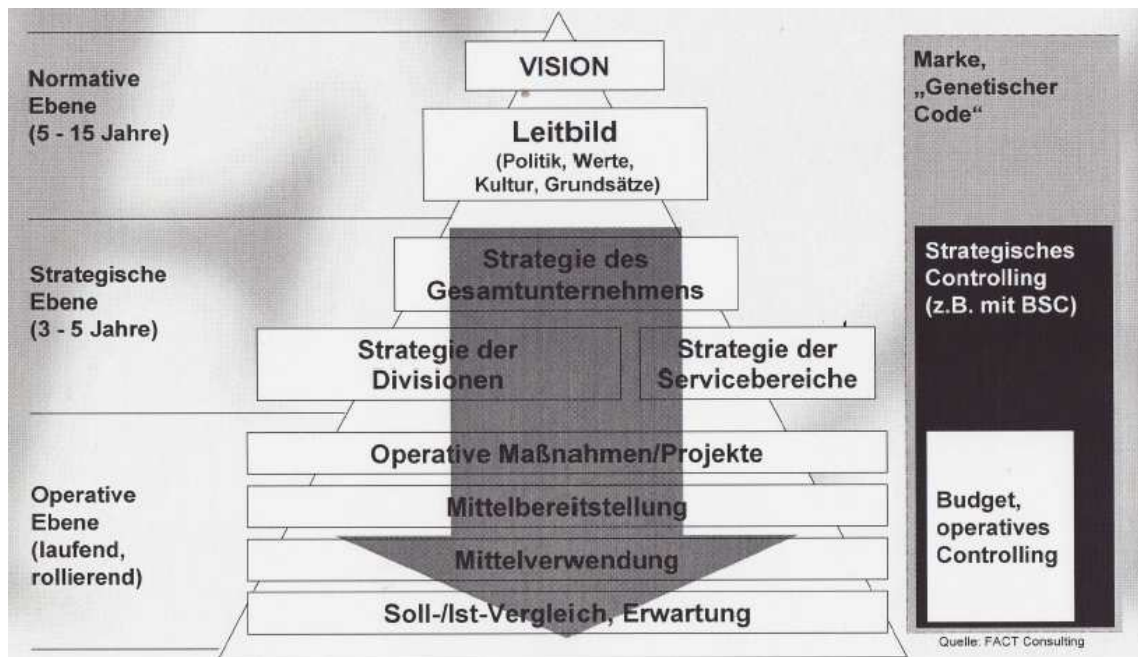 Normative
Ebene
(5 - 15 Jahre)
VISION
Leitbild
(Politik, Werte,
Kultur, Grundsätze)
Marke,
„Genetischer
Code“
Strategische
Ebene
(3 - 5 Jahre)
Strategie des
Gesamtunternehmens
Strategie der
Divisionen
Strategie der
Servicebereiche
Strategisches
Controlling
(z.B. mit BSC)
Operative
Ebene
(laufend,
rollierend)
Operative Maßnahmen/Projekte
Mittelbereitstellung
Mittelverwendung
Soll-/Ist-Vergleich, Erwartung
Budget,
operatives
Controlling
Quelle: FACT Consulting